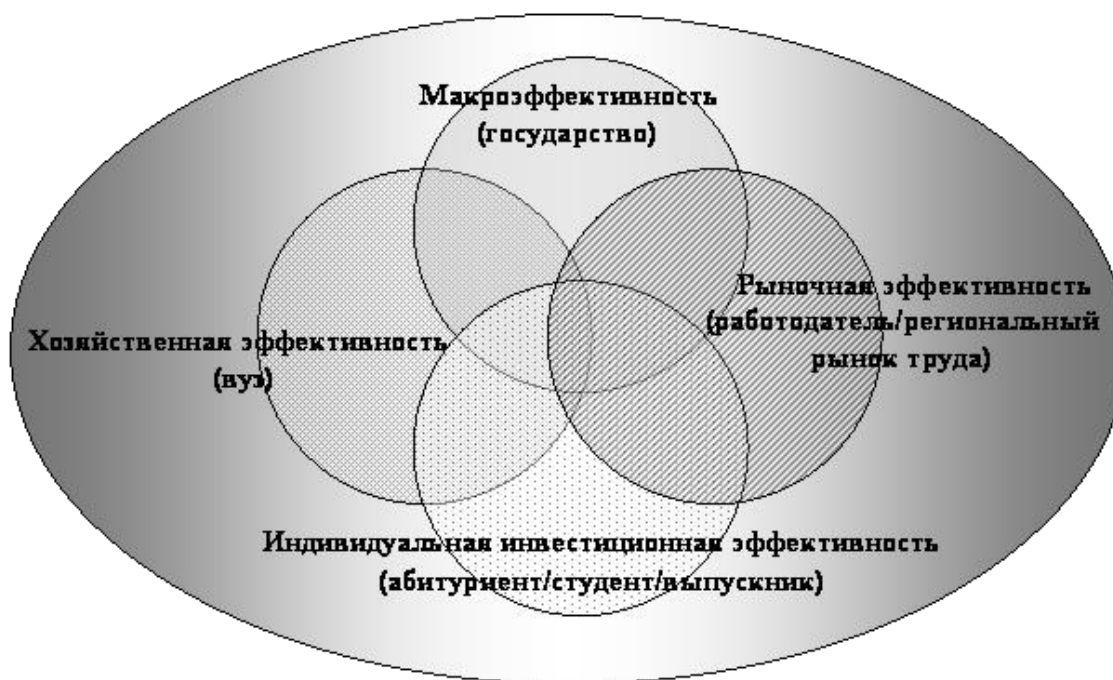 Макроэффективность
(государство)
Рыночная эффективность
(работодатель/региональный
рынок труда)
Хозяйственная эффективность
(вуз)
Индивидуальная инвестиционная эффективность
(абитуриент/студент/выпускник)